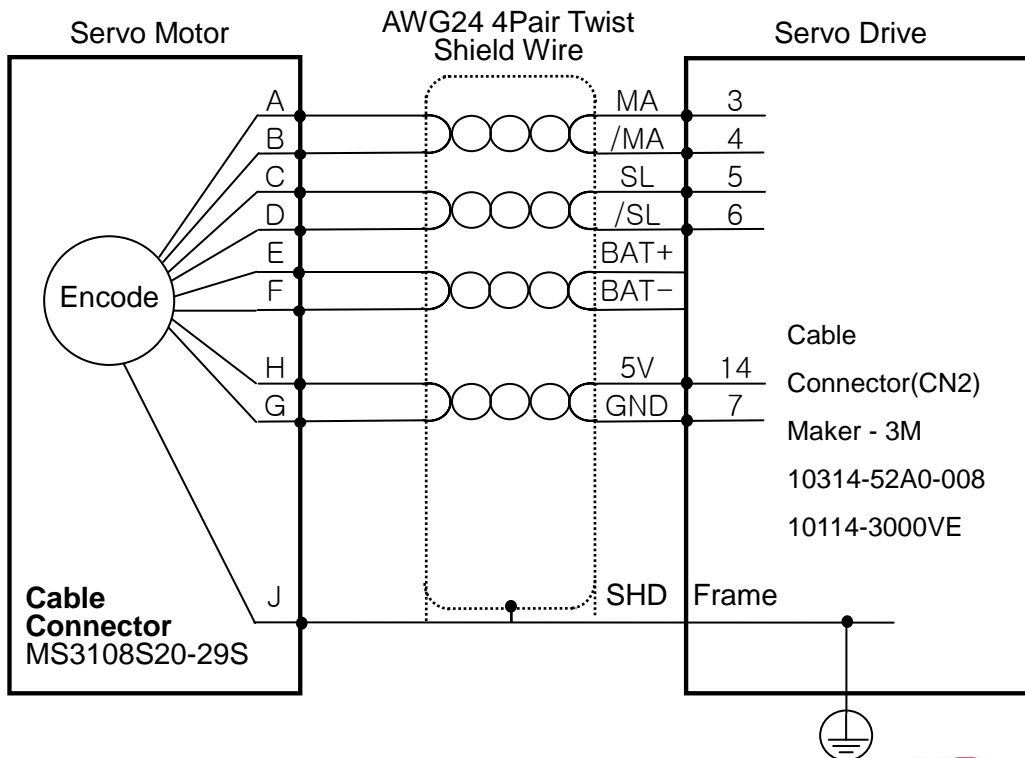 Servo Motor
AWG24 4Pair Twist
Shield Wire
Servo Drive
A
MA
3
B
/MA
4
C
SL
5
D
/SL
6
E
BAT+
F
BAT-
Encode
H
5V
14
G
GND
7
Cable
Connector(CN2)
Maker - 3M
10314-52A0-008
10114-3000VE
J
SHD
Frame
Cable
Connector
MS3108S20-29S